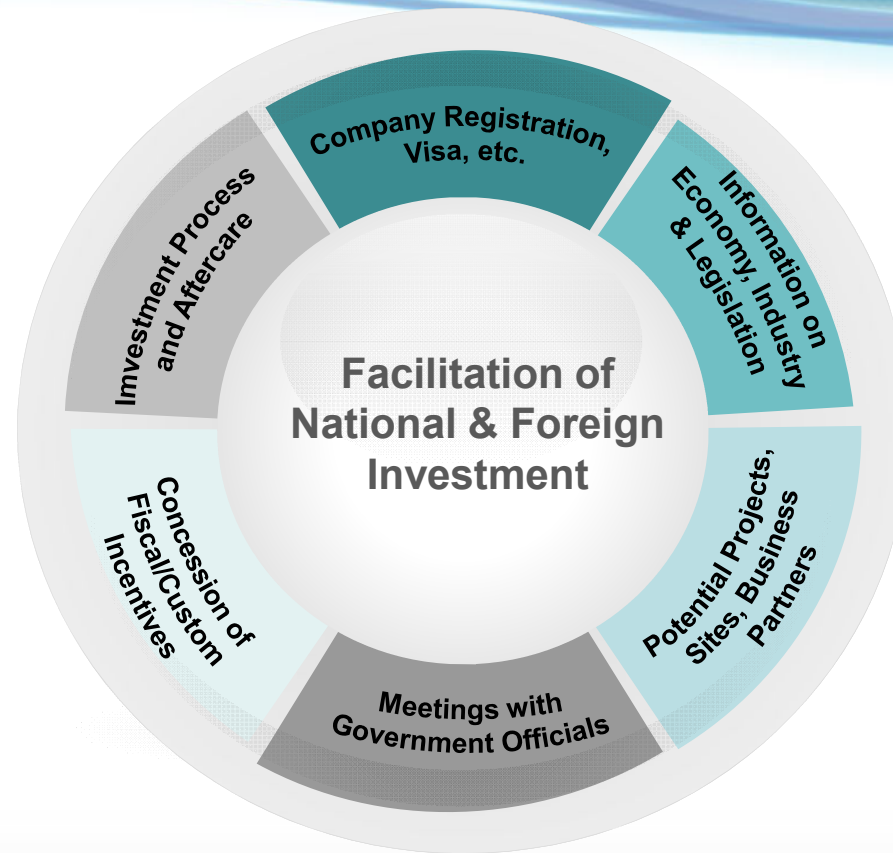 Company Registration,
Visa, etc.
Information on
Economy, Industry
& Legislation
Potential Projects,
Sites, Business
Partners
Meetings with
Government Officials
Concession of
Fiscal/Custom
Incentives
Imvestment Process
and Aftercare
Facilitation of
National & Foreign
Investment